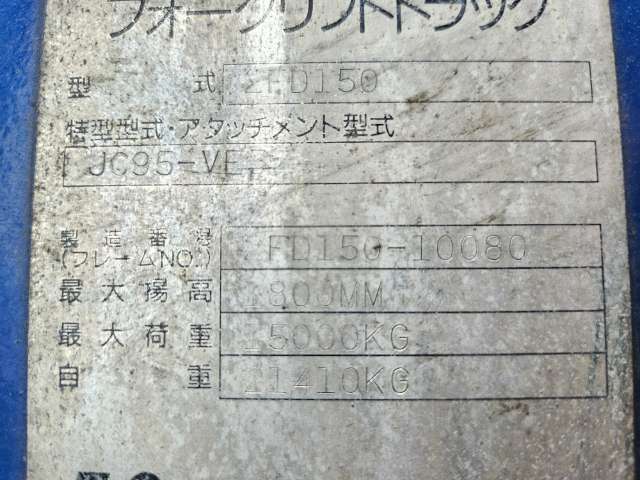 フォークリフトトラック
型 式 2FD150
特型型式・アタッチメント型式
JC95-VE
製造番号 2FD150-10080
(フレームNO.)
最大揚高 1800MM
最大荷重 15000KG
自重